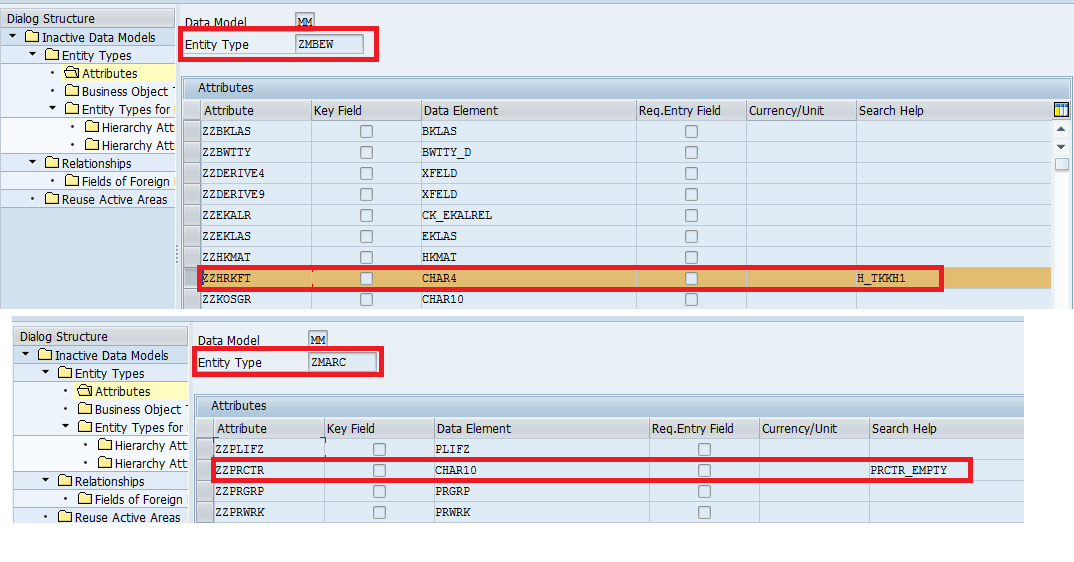 Dialog Structure
Inactive Data Models
Entity Types
Attributes
Business Object T
Entity Types for
Hierarchy Att
Hierarchy Att
Relationships
Fields of Foreign
Reuse Active Areas
Data Model MM
Entity Type ZMBEW
Attributes
Attribute Key Field Data Element Req.Entry Field Currency/Unit Search Help
ZZBKLAS BKLAS
ZZBWTTY BWTTY_D
ZZDERIVE4 XFELD
ZZDERIVE9 XFELD
ZZEKALR CK_EKALREL
ZZEKLAS EKLAS
ZZHKMAT HKMAT
ZZHRKFT CHAR4 H_TKKH1
ZZKOSGR CHAR10
Dialog Structure
Inactive Data Models
Entity Types
Attributes
Business Object T
Entity Types for
Hierarchy Att
Hierarchy Att
Relationships
Fields of Foreign
Reuse Active Areas
Data Model MM
Entity Type ZMARC
Attributes
Attribute Key Field Data Element Req.Entry Field Currency/Unit Search Help
ZZPLIFZ PLIFZ
ZZPRCTR CHAR10 PRCTR_EMPTY
ZZPRGRP PRGRP
ZZPRWRK PRWRK